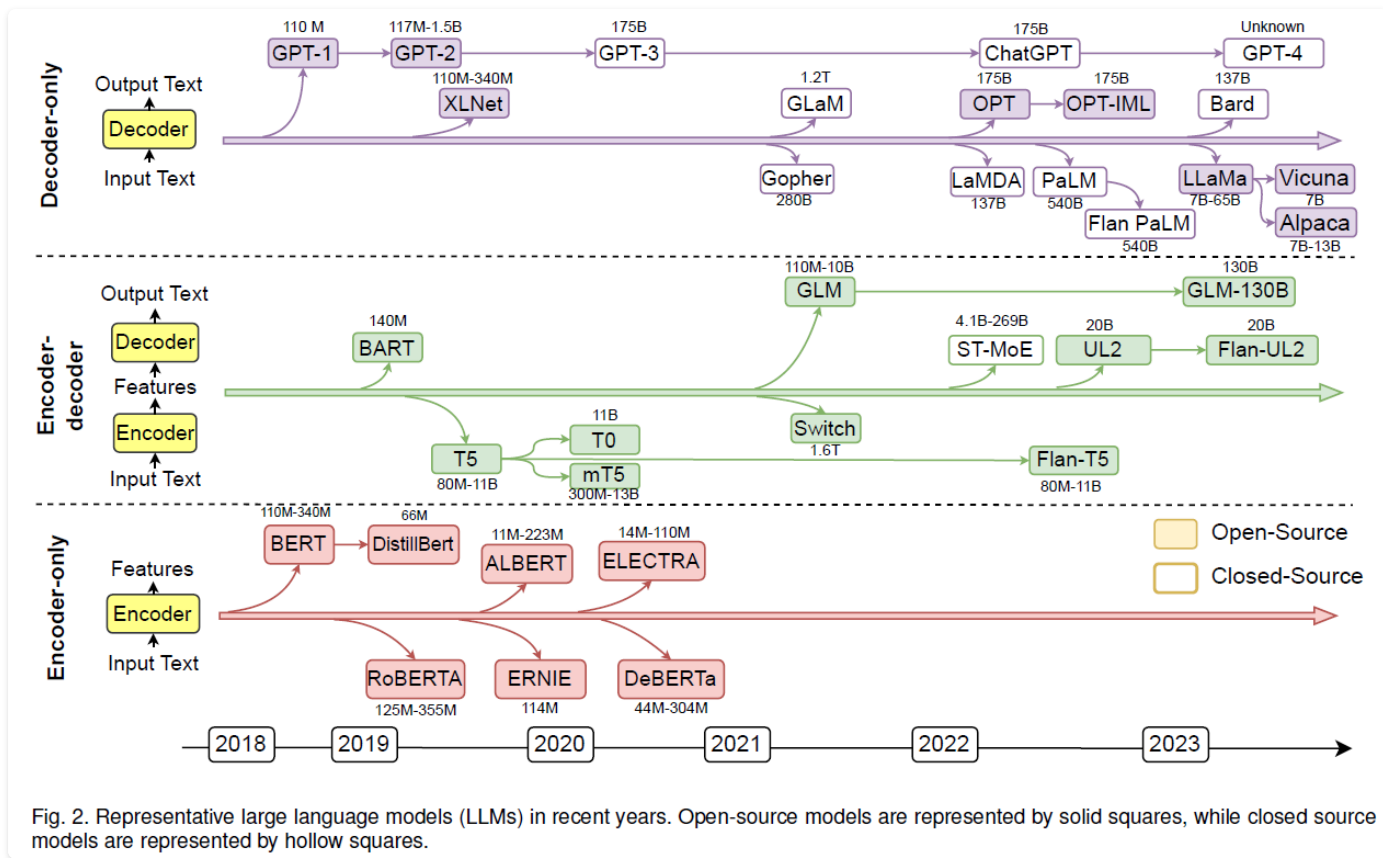 Decoder-only
Output Text
Decoder
Input Text
110 M
GPT-1
117M-1.5B
GPT-2
175B
GPT-3
175B
ChatGPT
Unknown
GPT-4
110M-340M
XLNet
1.2T
GLaM
175B
OPT
175B
OPT-IML
137B
Bard
Gopher
280B
LaMDA
137B
PaLM
540B
Flan PaLM
540B
LLaMa
7B-65B
Vicuna
7B
Alpaca
7B-13B
Encoder-
decoder
Output Text
Decoder
Features
Encoder
Input Text
110M-10B
GLM
130B
GLM-130B
140M
BART
4.1B-269B
ST-MoE
20B
UL2
20B
Flan-UL2
T5
80M-11B
11B
T0
mT5
300M-13B
Switch
1.6T
Flan-T5
80M-11B
Encoder-only
Features
Encoder
Input Text
110M-340M
BERT
66M
DistillBert
11M-223M
ALBERT
14M-110M
ELECTRA
RoBERTA
125M-355M
ERNIE
114M
DeBERTa
44M-304M
Open-Source
Closed-Source
2018
2019
2020
2021
2022
2023
Fig. 2. Representative large language models (LLMs) in recent years. Open-source models are represented by solid squares, while closed source
models are represented by hollow squares.